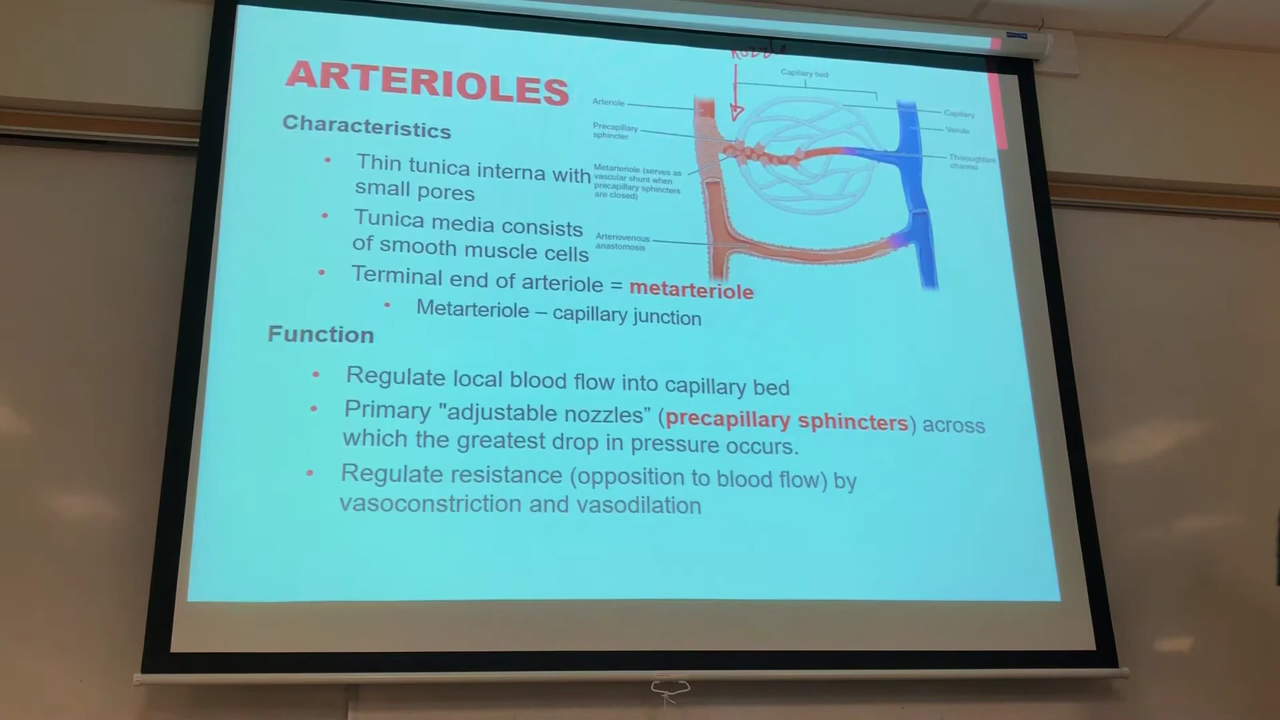 Nozzle
ARTERIOLES
Characteristics
• Thin tunica interna with
small pores
• Tunica media consists
of smooth muscle cells
• Terminal end of arteriole = metarteriole
• Metarteriole – capillary junction
Capillary bed
Arteriole
Precapillary
sphincter
Metarteriole (serves as
vascular shunt when
precapillary sphincters
are closed)
Arteriovenous
anastomosis
Capillary
Venule
Thoroughfare
channel
Function
• Regulate local blood flow into capillary bed
• Primary "adjustable nozzles” (precapillary sphincters) across
which the greatest drop in pressure occurs.
• Regulate resistance (opposition to blood flow) by
vasoconstriction and vasodilation